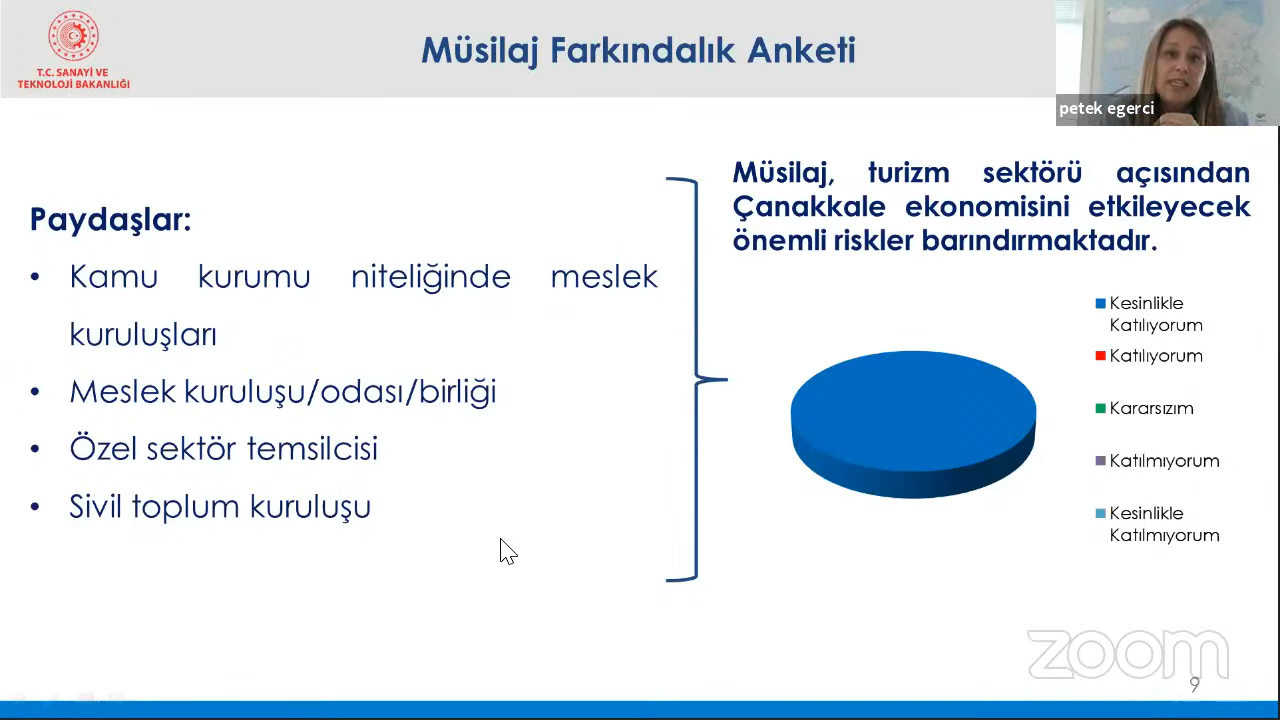 T.C. SANAYİ VE
TEKNOLOJİ BAKANLIĞI
Müsilaj Farkındalık Anketi
petek egerci
Paydaşlar:
• Kamu kurumu niteliğinde meslek
kuruluşları
• Meslek kuruluşu/odası/birliği
• Özel sektör temsilcisi
• Sivil toplum kuruluşu
Müsilaj, turizm sektörü açısından
Çanakkale ekonomisini etkileyecek
önemli riskler barındırmaktadır.
Kesinlikle
Katılıyorum
Katılıyorum
Kararsızım
Katılmıyorum
Kesinlikle
Katılmıyorum
zoom
9